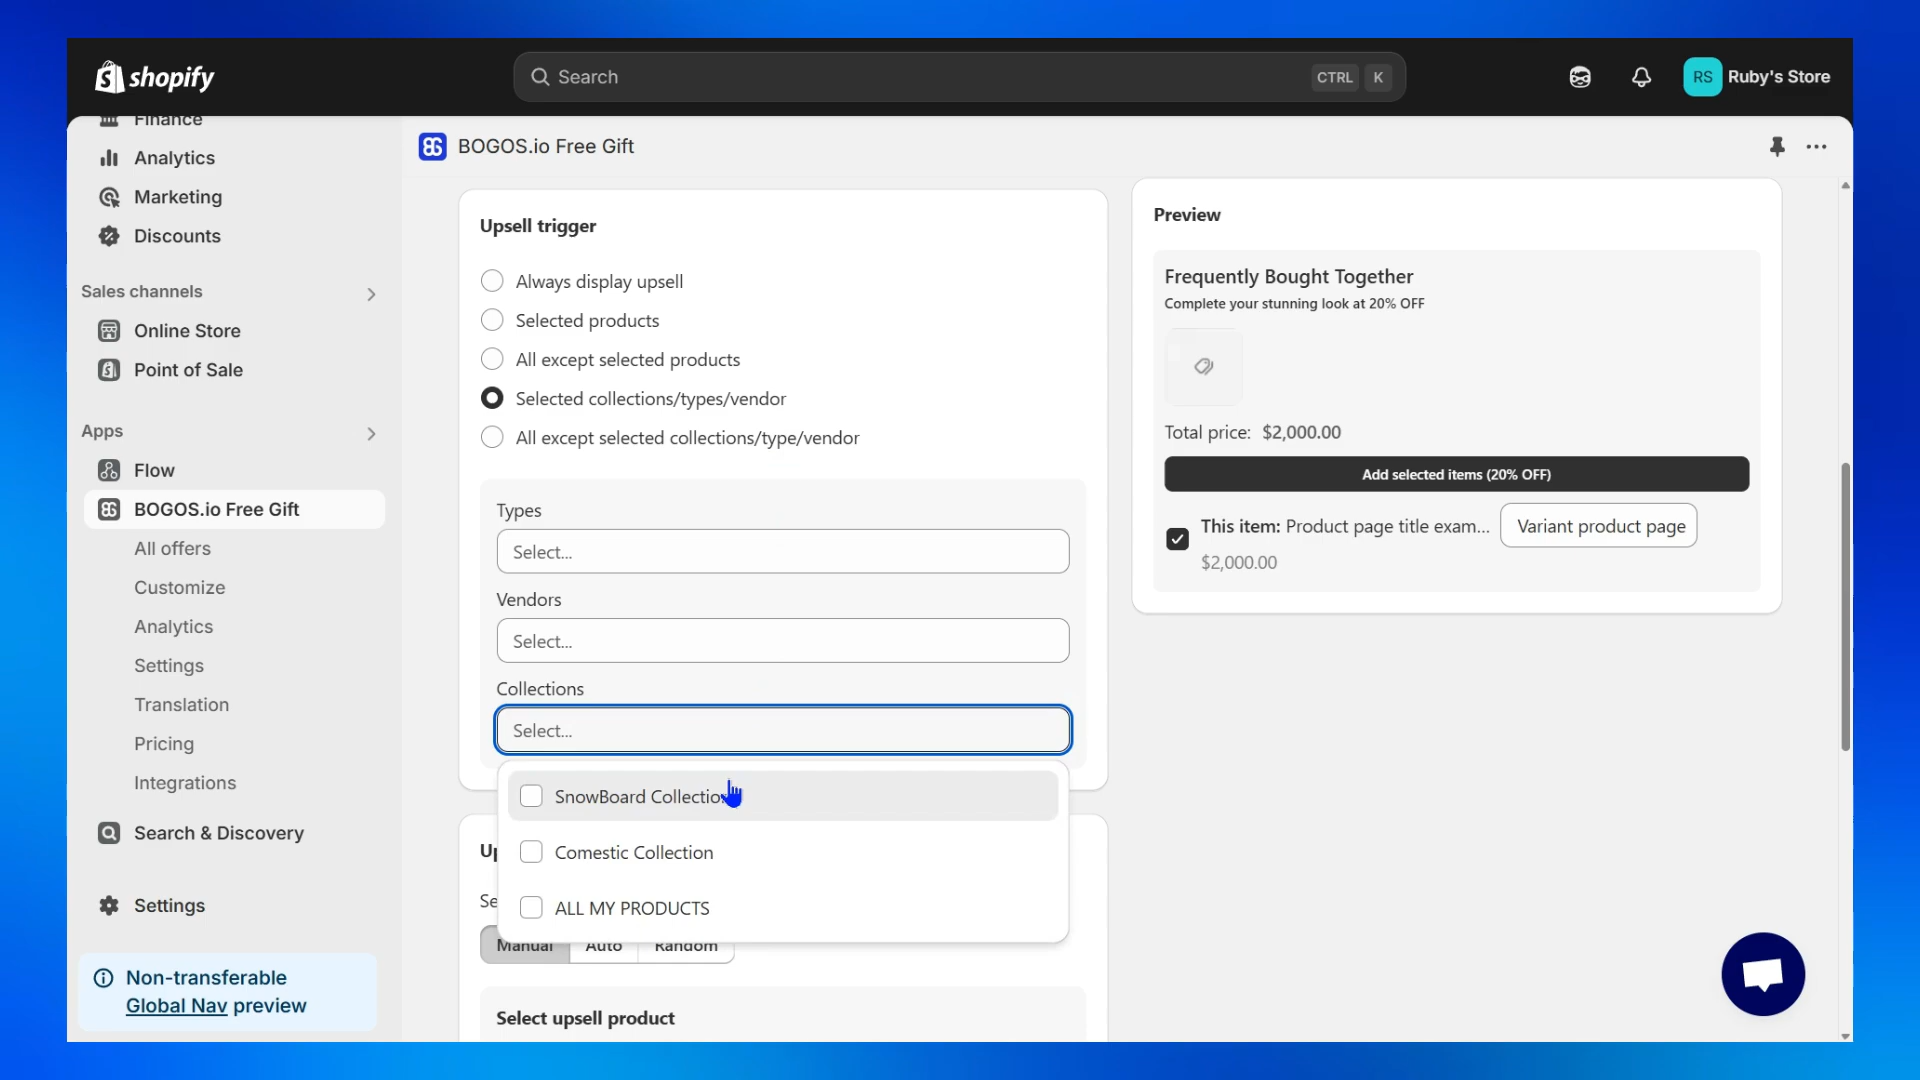 shopify
Search
CTRL K
RS Ruby's Store
Finance
Analytics
Marketing
Discounts
Sales channels
Online Store
Point of Sale
Apps
Flow
BOGOS.io Free Gift
All offers
Customize
Analytics
Settings
Translation
Pricing
Integrations
Search & Discovery
Settings
Non-transferable
Global Nav preview
BOGOS.io Free Gift
Upsell trigger
Always display upsell
Selected products
All except selected products
Selected collections/types/vendor
All except selected collections/type/vendor
Types
Select...
Vendors
Select...
Collections
Select...
SnowBoard Collection
Comestic Collection
ALL MY PRODUCTS
Manual Auto Random
Select upsell product
Preview
Frequently Bought Together
Complete your stunning look at 20% OFF
Total price: $2,000.00
Add selected items (20% OFF)
This item: Product page title exam... Variant product page
$2,000.00